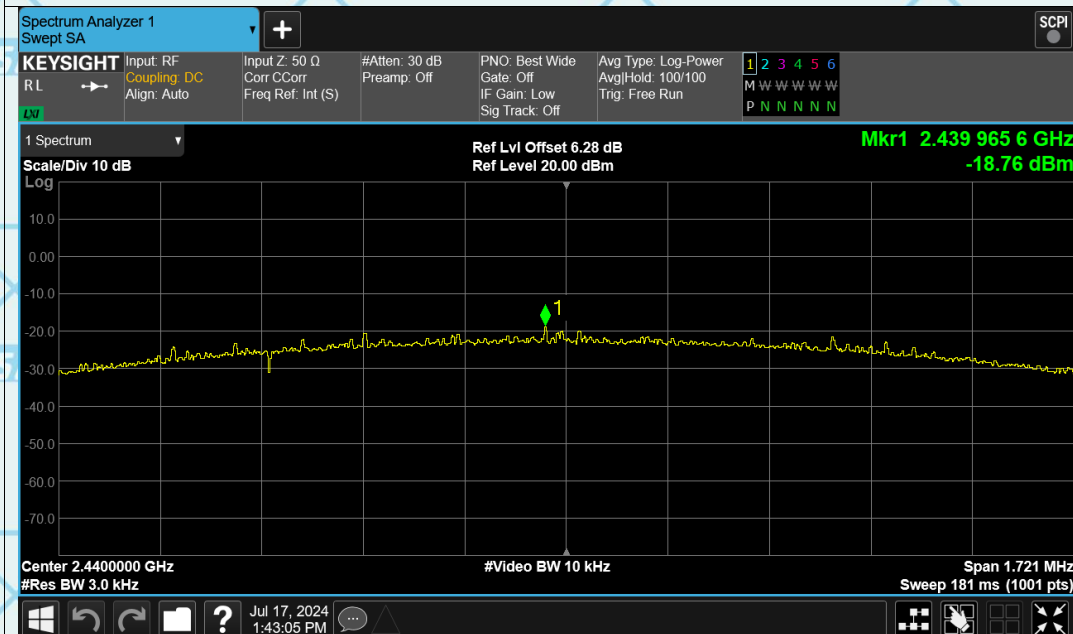 Spectrum Analyzer 1
Swept SA
+
SCPI
KEYSIGHT
RL
LXI
Input: RF
Coupling: DC
Align: Auto
Input Z: 50 Ω
Corr CCorr
Freq Ref: Int (S)
#Atten: 30 dB
Preamp: Off
PNO: Best Wide
Gate: Off
IF Gain: Low
Sig Track: Off
Avg Type: Log-Power
Avg|Hold: 100/100
Trig: Free Run
1 2 3 4 5 6
M W W W W W
P N N N N N
1 Spectrum
Scale/Div 10 dB
Log
Ref Lvl Offset 6.28 dB
Ref Level 20.00 dBm
Mkr1 2.439 965 6 GHz
-18.76 dBm
10.0
0.00
-10.0
1
-20.0
-30.0
-40.0
-50.0
-60.0
-70.0
Center 2.4400000 GHz
#Video BW 10 kHz
Span 1.721 MHz
#Res BW 3.0 kHz
Sweep 181 ms (1001 pts)
?
Jul 17, 2024
1:43:05 PM